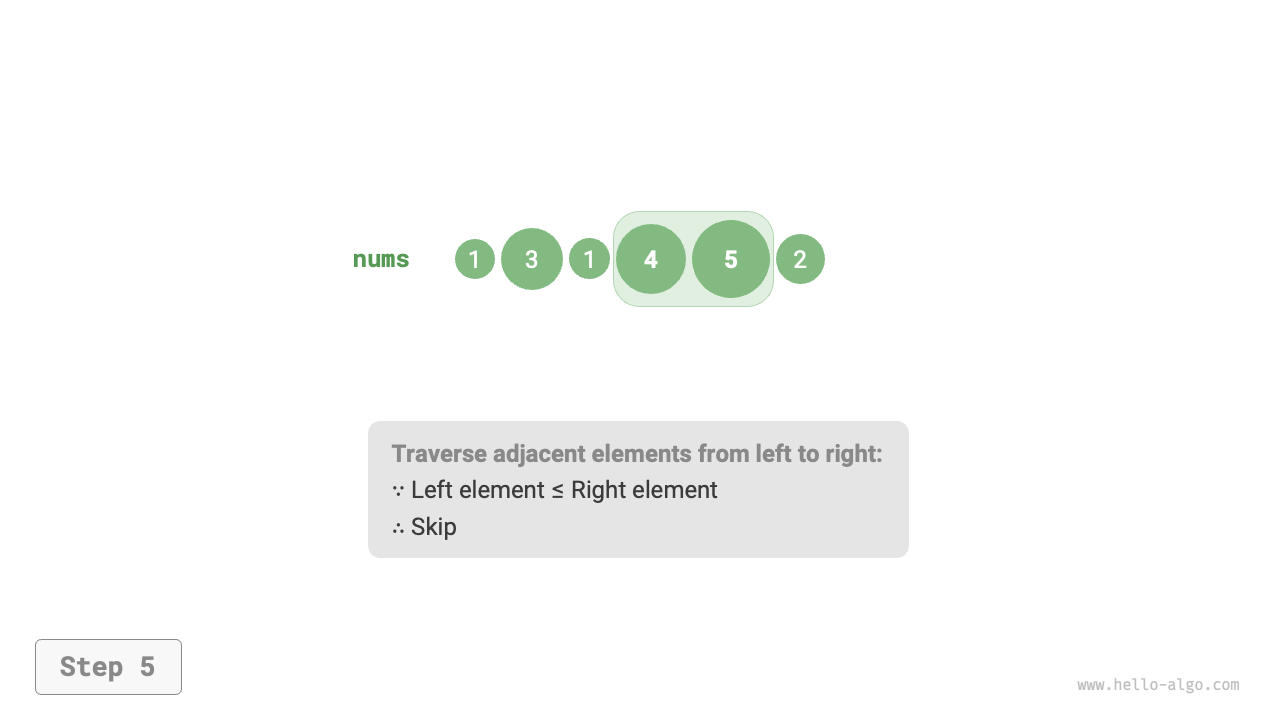 nums 1 3 1 4 5 2
Traverse adjacent elements from left to right:
∵ Left element ≤ Right element
∴ Skip
Step 5
www.hello-algo.com